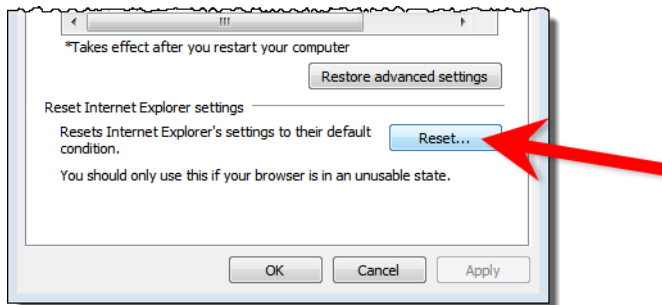 *Takes effect after you restart your computer
Restore advanced settings
Reset Internet Explorer settings
Resets Internet Explorer's settings to their default
condition.
Reset...
You should only use this if your browser is in an unusable state.
OK Cancel Apply